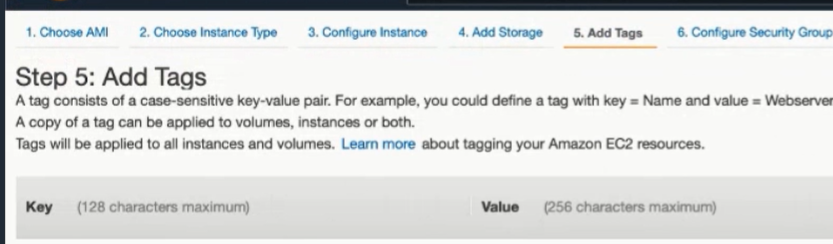 1. Choose AMI 2. Choose Instance Type 3. Configure Instance 4. Add Storage 5. Add Tags 6. Configure Security Group
Step 5: Add Tags
A tag consists of a case-sensitive key-value pair. For example, you could define a tag with key = Name and value = Webserver
A copy of a tag can be applied to volumes, instances or both.
Tags will be applied to all instances and volumes. Learn more about tagging your Amazon EC2 resources.
Key (128 characters maximum) Value (256 characters maximum)